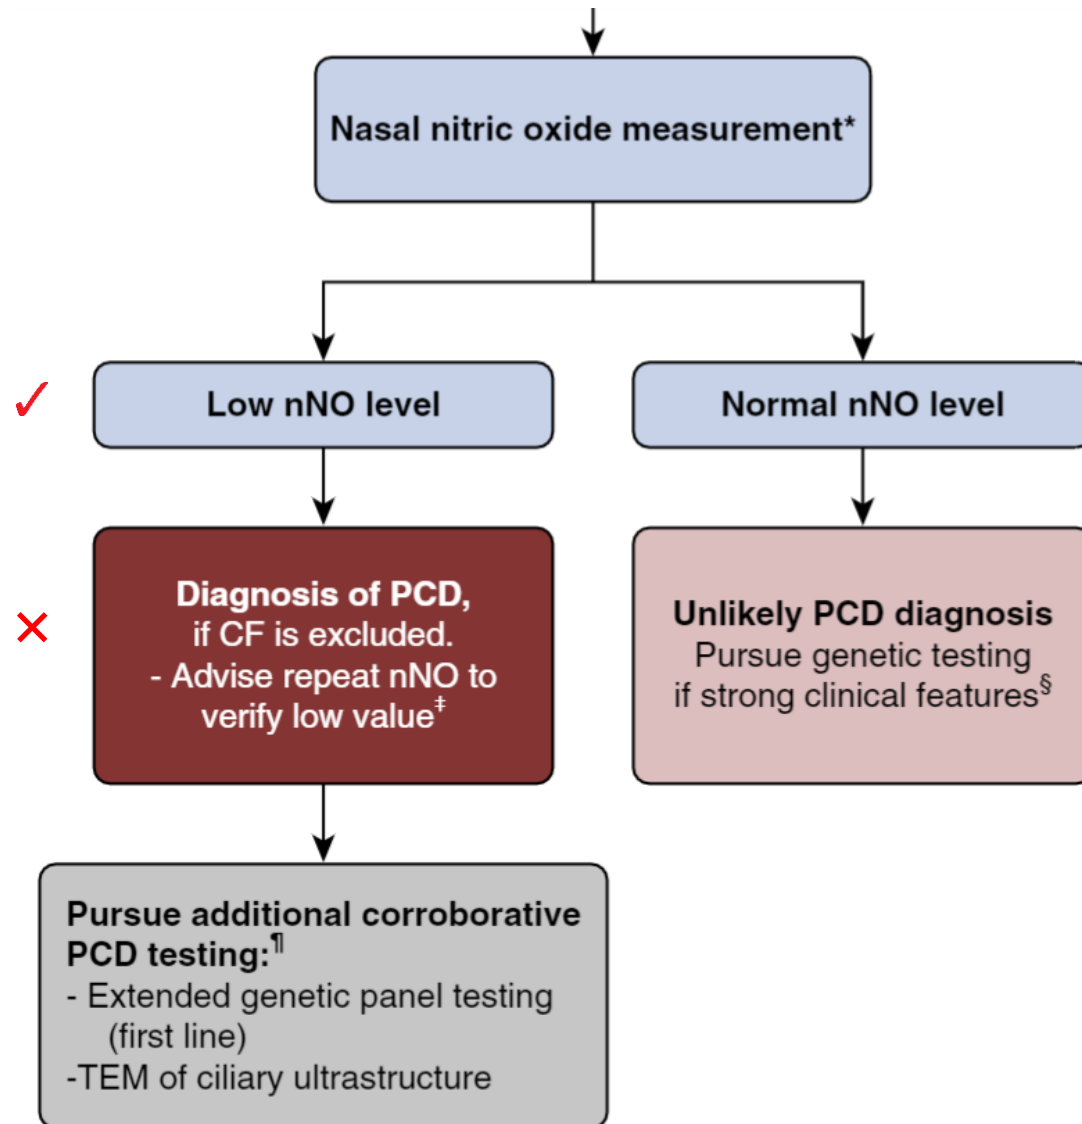 Nasal nitric oxide measurement*
Low nNO level
Normal nNO level
Diagnosis of PCD,
if CF is excluded.
- Advise repeat nNO to
verify low value‡
Unlikely PCD diagnosis
Pursue genetic testing
if strong clinical features§
Pursue additional corroborative
PCD testing:¶
- Extended genetic panel testing
(first line)
-TEM of ciliary ultrastructure